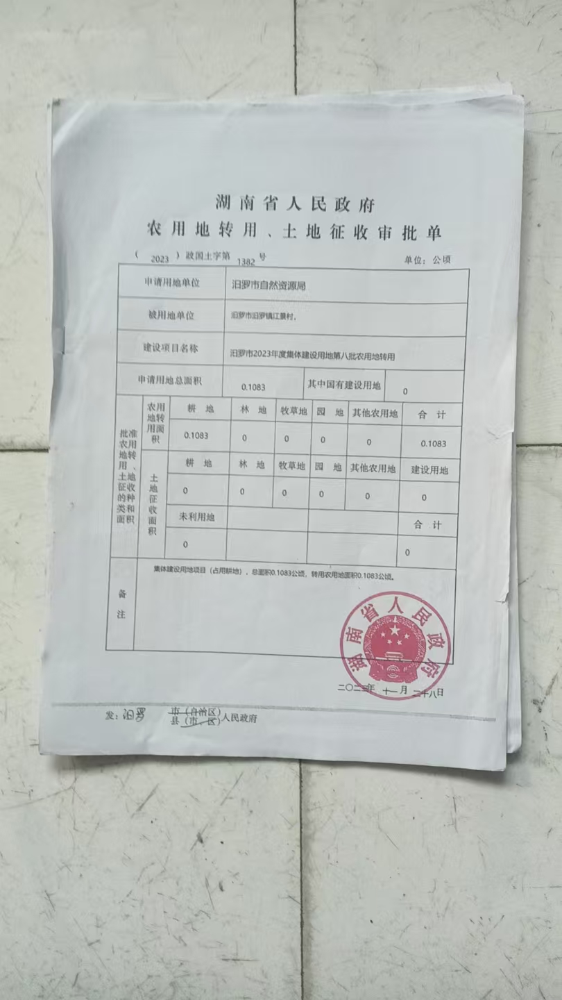 湖南省人民政府
农用地转用、土地征收审批单
（2023）政国土字第1382号 单位：公顷
申请用地单位 汨罗市自然资源局
被用地单位 汨罗市汨罗镇江景村，
建设项目名称 汨罗市2023年度集体建设用地第八批农用地转用
申请用地总面积 0.1083 其中国有建设用地 0
批准农用地转用、土地征收的种类和面积
农用地转用面积
耕地 林地 牧草地 园地 其他农用地 合计
0.1083 0 0 0 0 0.1083
土地征收面积
耕地 林地 牧草地 园地 其他农用地 建设用地
0 0 0 0 0 0
未利用地 合计
0 0
备注
集体建设用地项目（占用耕地），总面积0.1083公顷，转用农用地面积0.1083公顷。
湖南省人民政府
二〇二三年 十一月 二十八日
发：汨罗 市（自治区）
县（市、区）人民政府